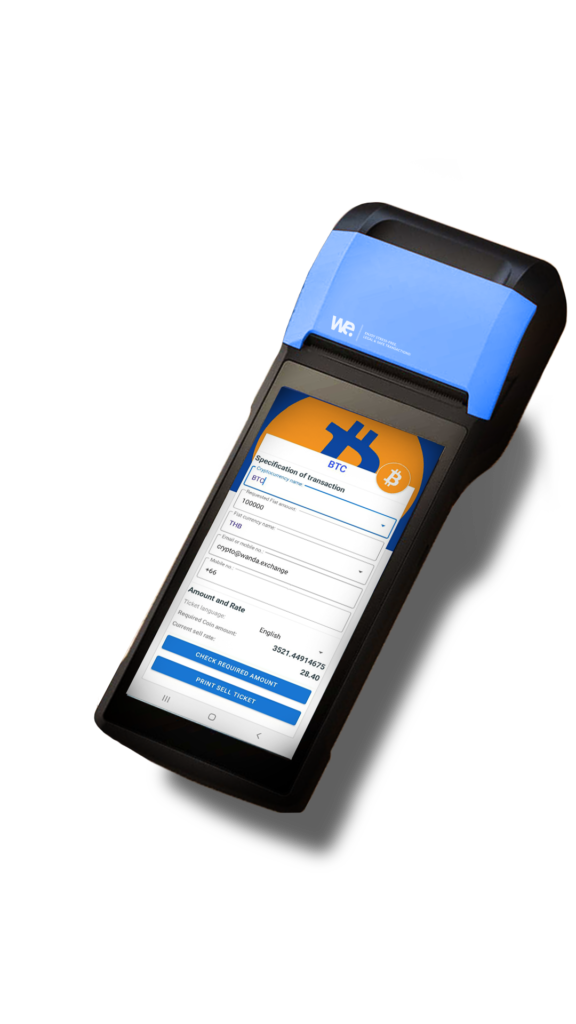 we.
BTC
Specification of transaction
Cryptocurrency name
BTC
Requested Fiat amount:
100000
Fiat currency name:
THB
Email or mobile no.:
crypto@wanda.exchange
Mobile no.:
+66
Amount and Rate
Ticket language:
English
Required Coin amount:
3521.44914675
Current sell rate:
28.40
CHECK REQUIRED AMOUNT
PRINT SELL TICKET